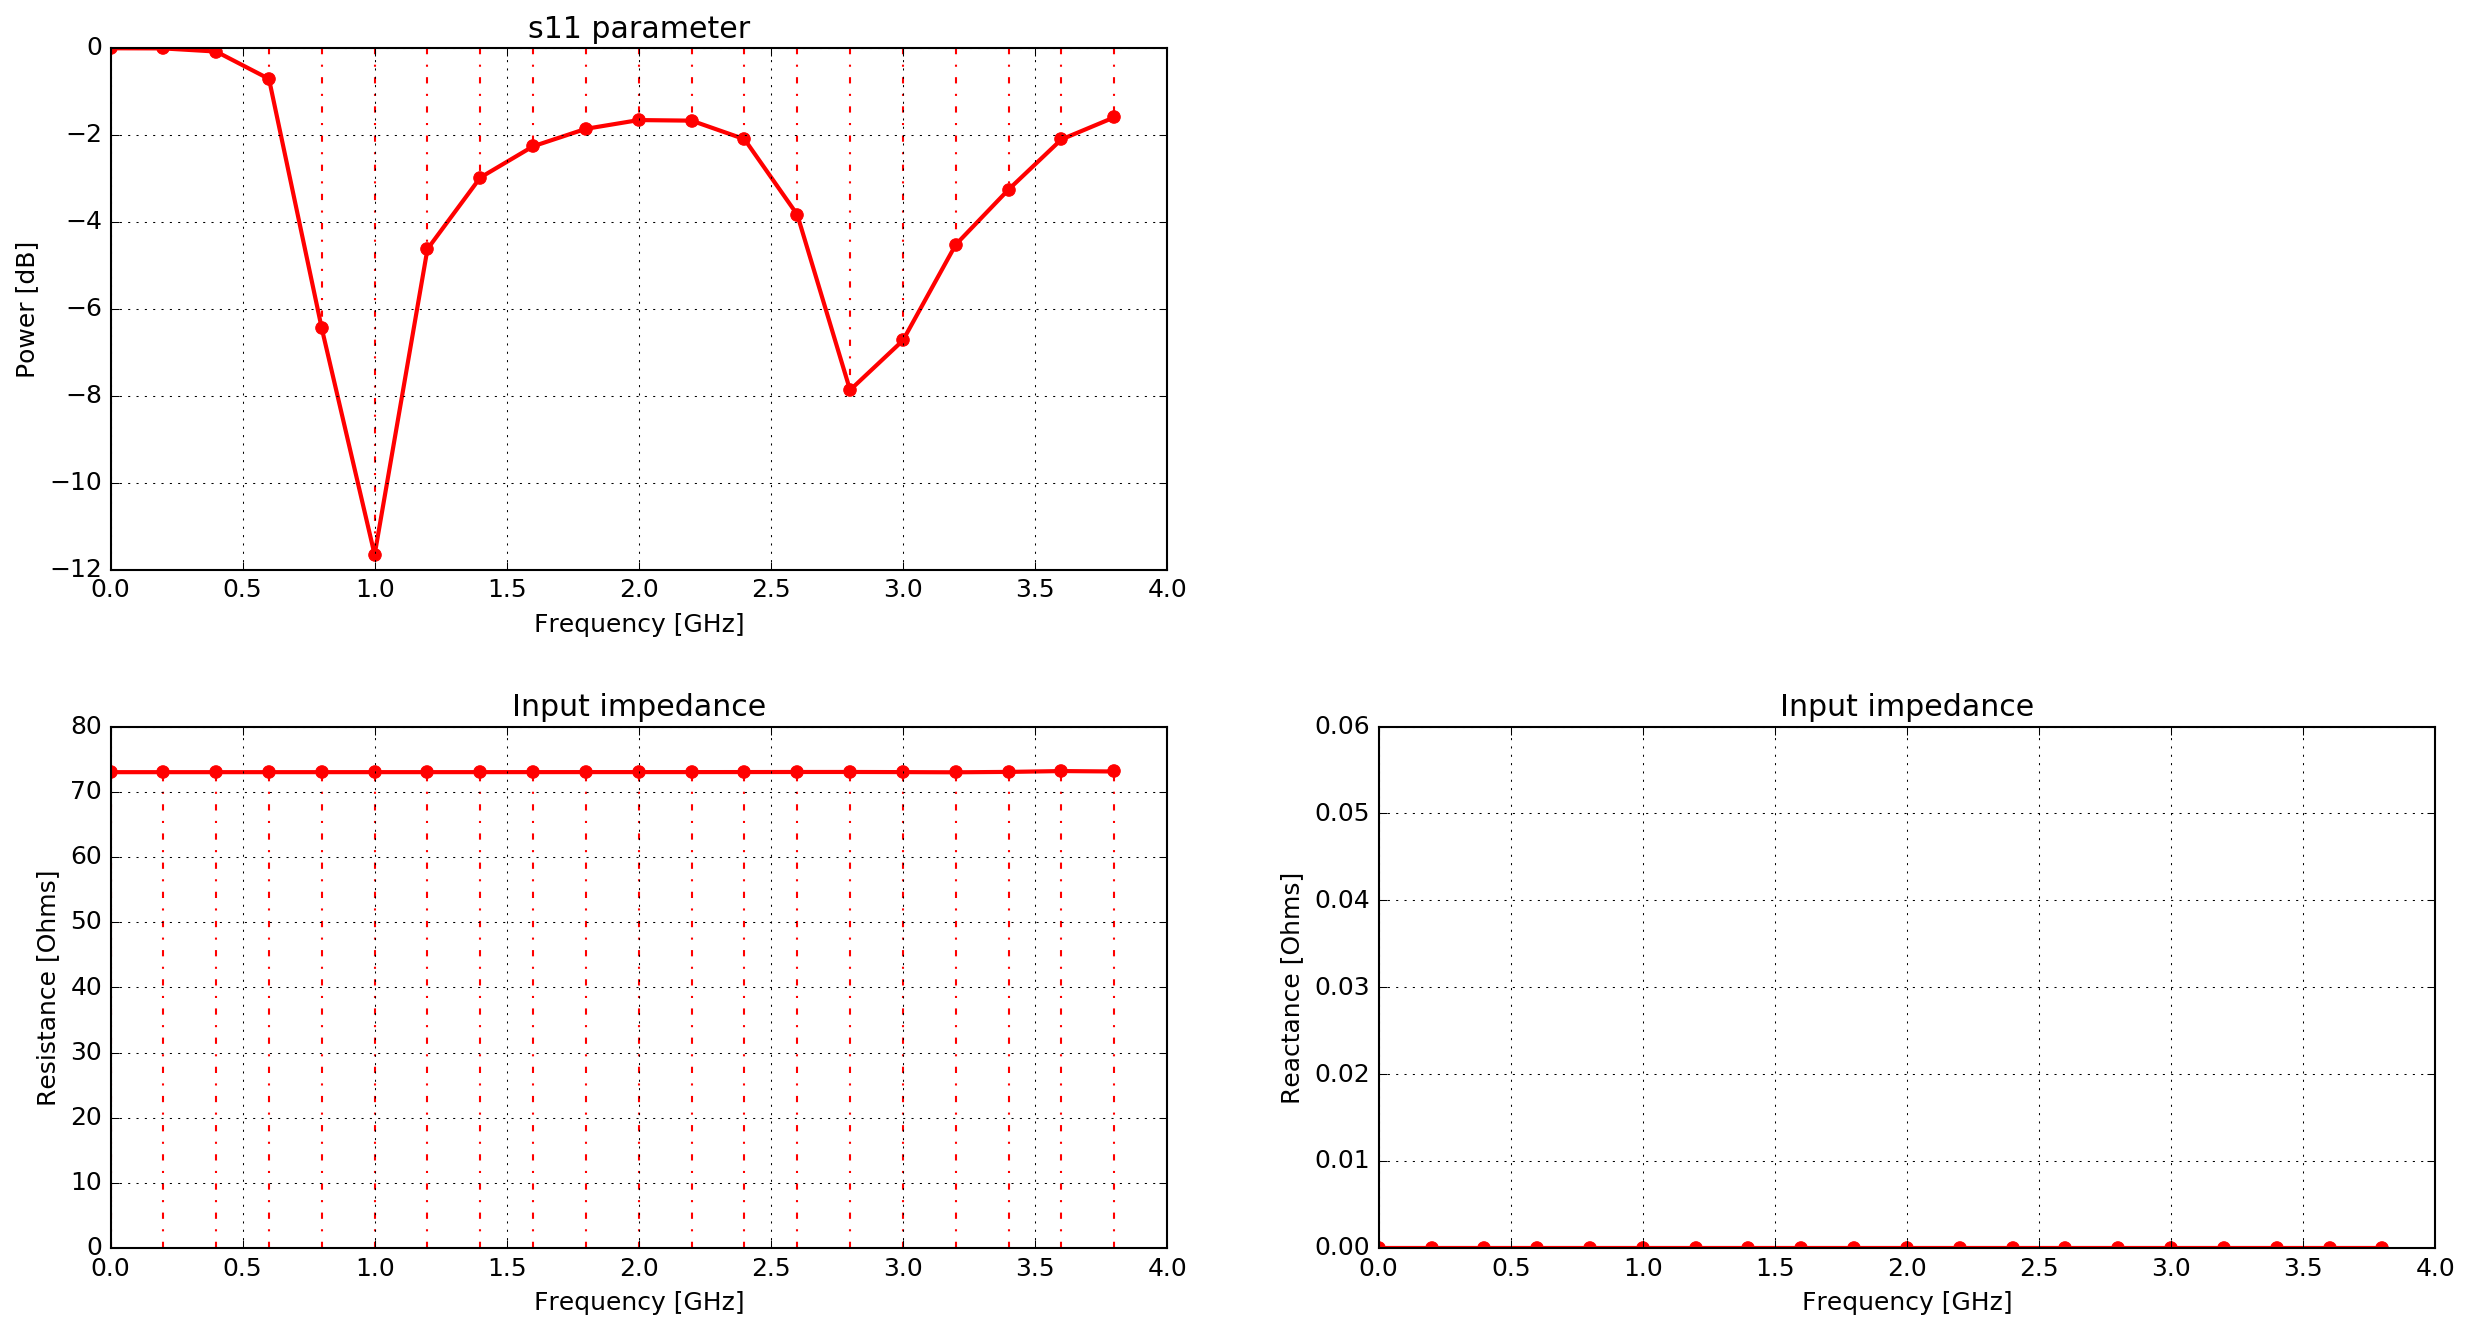 s11 parameter
Power [dB]
0
−2
−4
−6
−8
−10
−12
0.0 0.5 1.0 1.5 2.0 2.5 3.0 3.5 4.0
Frequency [GHz]
Input impedance
Resistance [Ohms]
80
70
60
50
40
30
20
10
0
0.0 0.5 1.0 1.5 2.0 2.5 3.0 3.5 4.0
Frequency [GHz]
Input impedance
Reactance [Ohms]
0.06
0.05
0.04
0.03
0.02
0.01
0.00
0.0 0.5 1.0 1.5 2.0 2.5 3.0 3.5 4.0
Frequency [GHz]